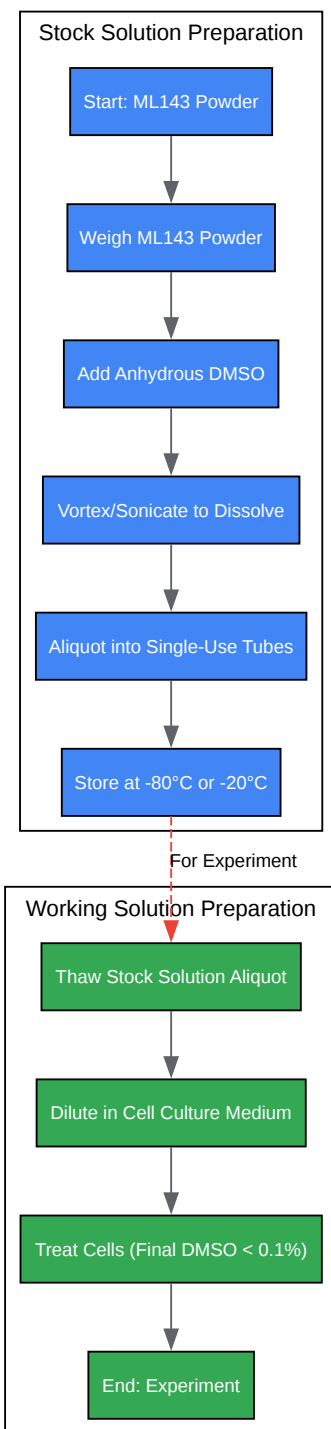 Stock Solution Preparation
Start: ML143 Powder
Weigh ML143 Powder
Add Anhydrous DMSO
Vortex/Sonicate to Dissolve
Aliquot into Single-Use Tubes
Store at -80°C or -20°C
For Experiment
Working Solution Preparation
Thaw Stock Solution Aliquot
Dilute in Cell Culture Medium
Treat Cells (Final DMSO < 0.1%)
End: Experiment